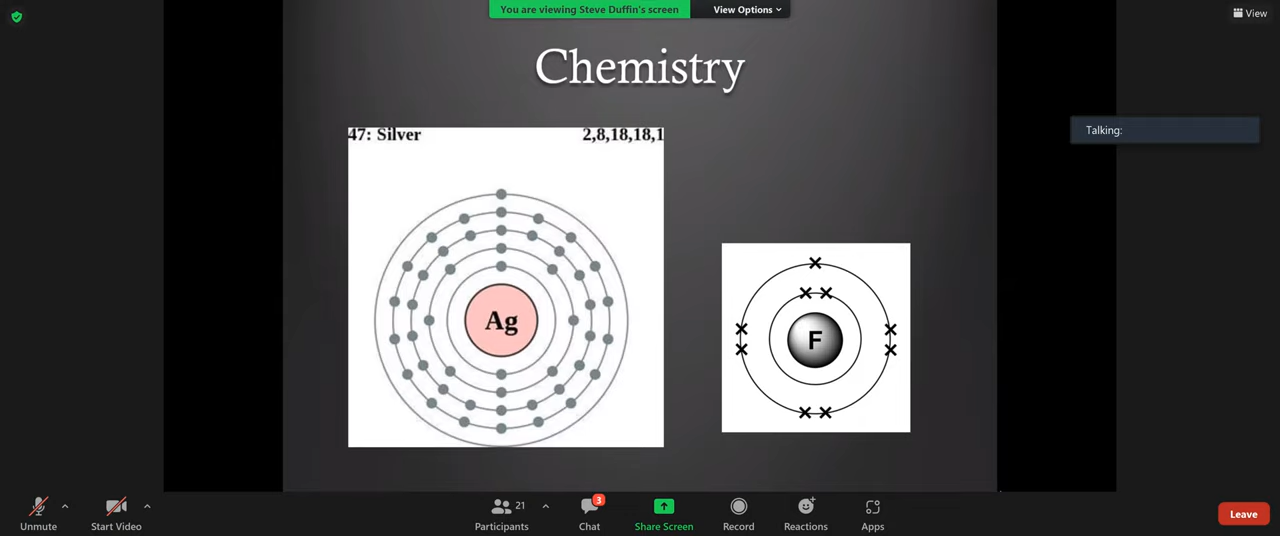 You are viewing Steve Duffin's screen
View Options
View
Chemistry
Talking:
47: Silver
2,8,18,18,1
Ag
F
Unmute
Start Video
21
Participants
3
Chat
Share Screen
Record
Reactions
Apps
Leave